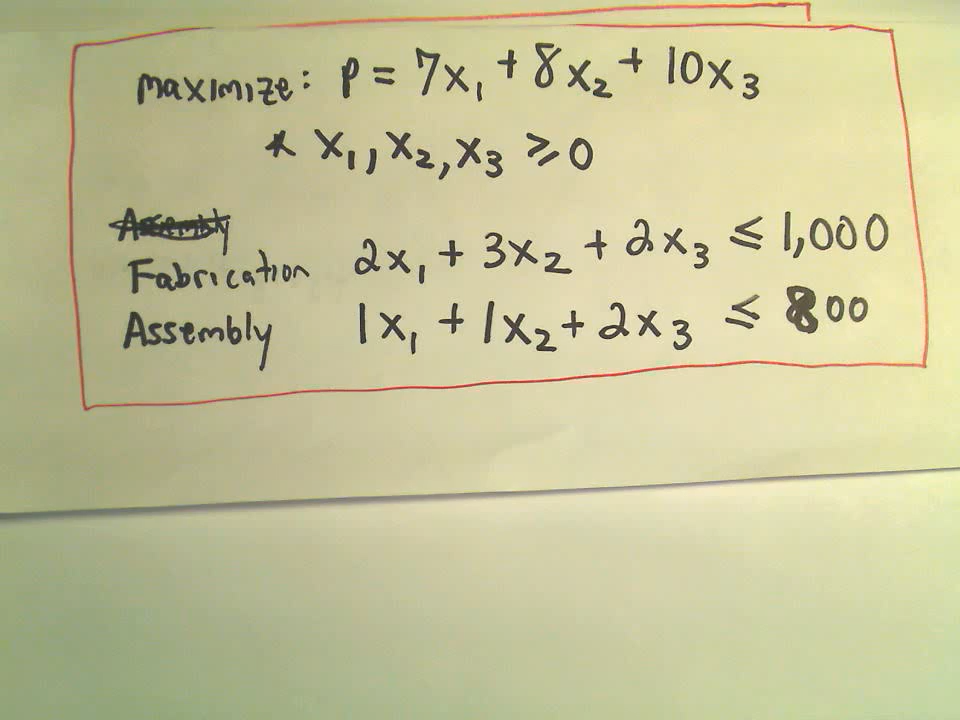 maximize: P = 7x₁ + 8x₂ + 10x₃
* x₁, x₂, x₃ ≥ 0
Assembly
Fabrication 2x₁ + 3x₂ + 2x₃ ≤ 1,000
Assembly 1x₁ + 1x₂ + 2x₃ ≤ 800